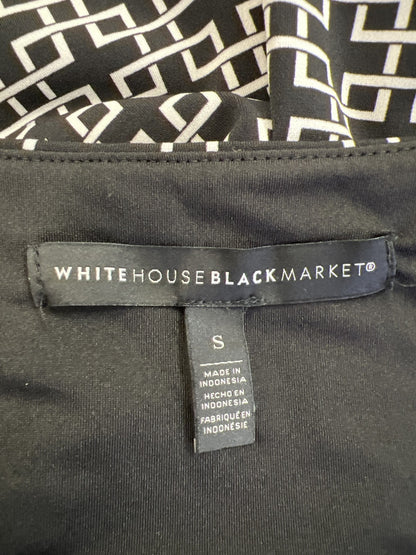 WHITEHOUSEBLACKMARKET®
S
MADE IN
INDONESIA
HECHO EN
INDONESIA
FABRIQUÉ EN
INDONÉSIE